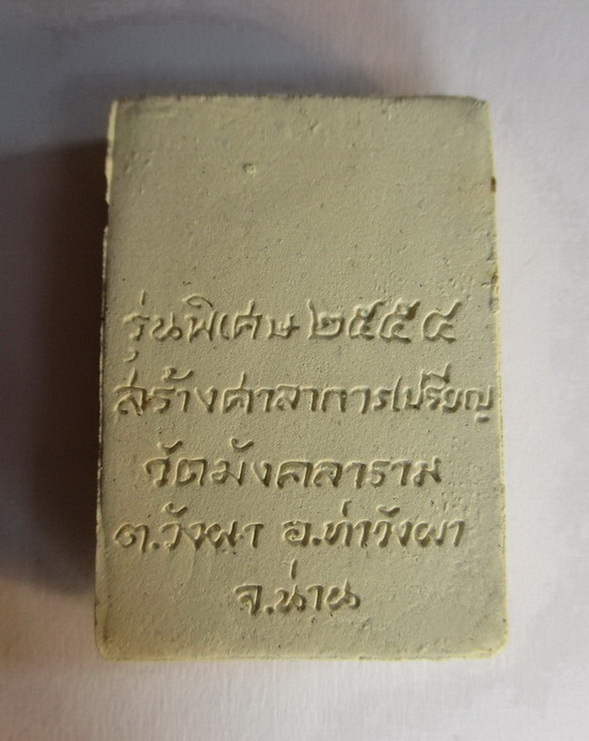 รุ่นพิเศษ ๒๕๕๔
สร้างศาลาการเปรียญ
วัดมังคลาราม
ต.วังผา อ.ท่าวังผา
จ.น่าน